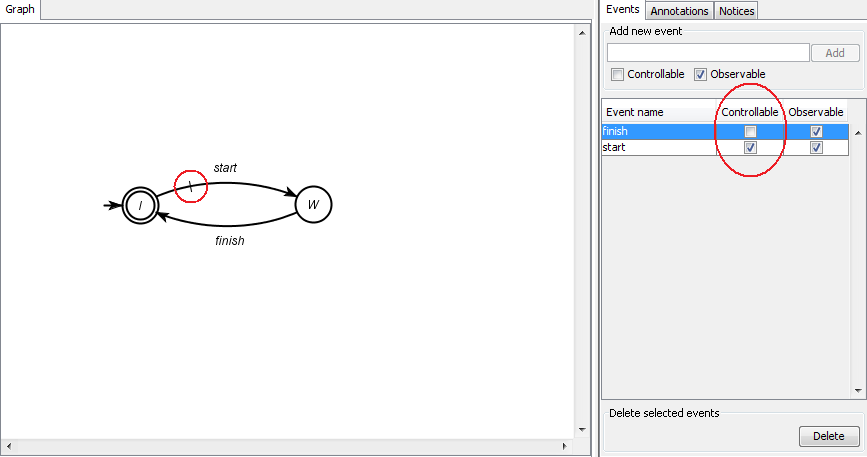 Graph
Events Annotations Notices
Add new event
Add
Controllable Observable
Event name Controllable Observable
finish
start
start
I
W
finish
Delete selected events
Delete